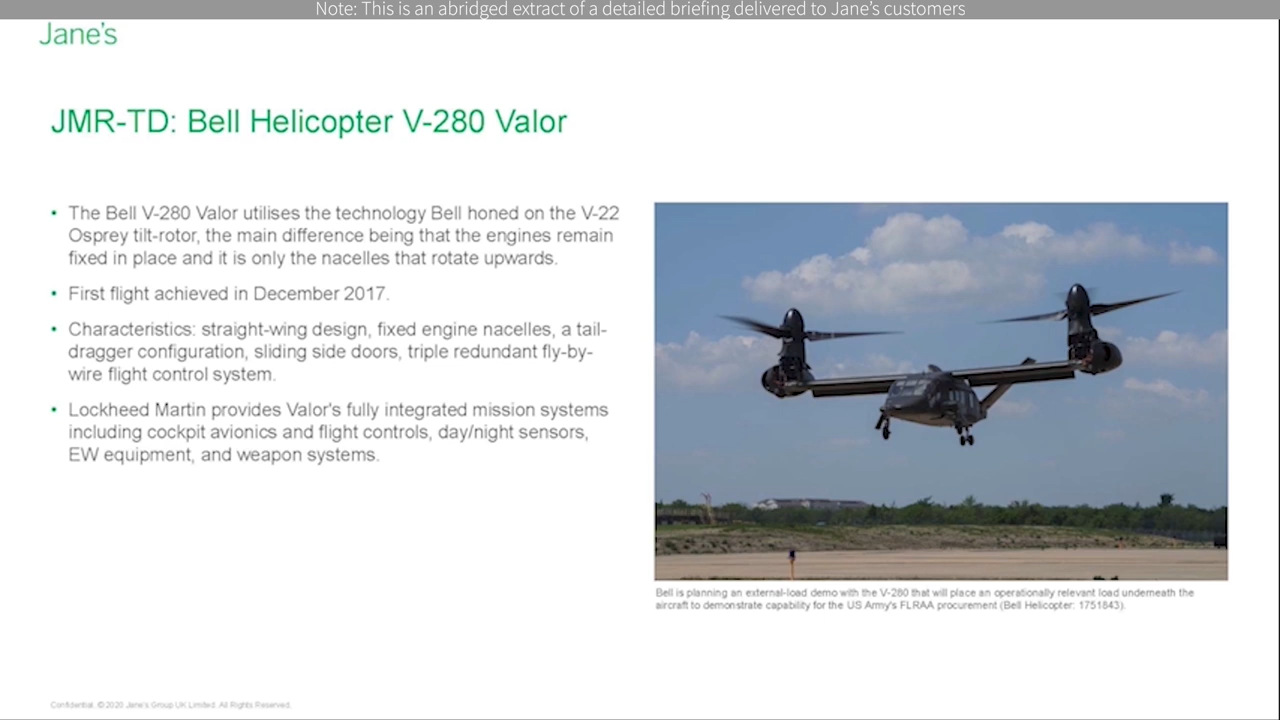 Note: This is an abridged extract of a detailed briefing delivered to Jane's customers
Jane's
JMR-TD: Bell Helicopter V-280 Valor
• The Bell V-280 Valor utilises the technology Bell honed on the V-22
Osprey tilt-rotor, the main difference being that the engines remain
fixed in place and it is only the nacelles that rotate upwards.
• First flight achieved in December 2017.
• Characteristics: straight-wing design, fixed engine nacelles, a tail-
dragger configuration, sliding side doors, triple redundant fly-by-
wire flight control system.
• Lockheed Martin provides Valor's fully integrated mission systems
including cockpit avionics and flight controls, day/night sensors,
EW equipment, and weapon systems.
Bell is planning an external-load demo with the V-280 that will place an operationally relevant load underneath the
aircraft to demonstrate capability for the US Army's FLRAA procurement (Bell Helicopter: 1751843).
Confidential. © 2020 Jane's Group UK Limited. All Rights Reserved.